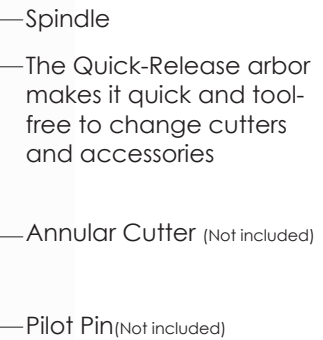 Spindle
The Quick-Release arbor
makes it quick and tool-
free to change cutters
and accessories
Annular Cutter (Not included)
Pilot Pin(Not included)